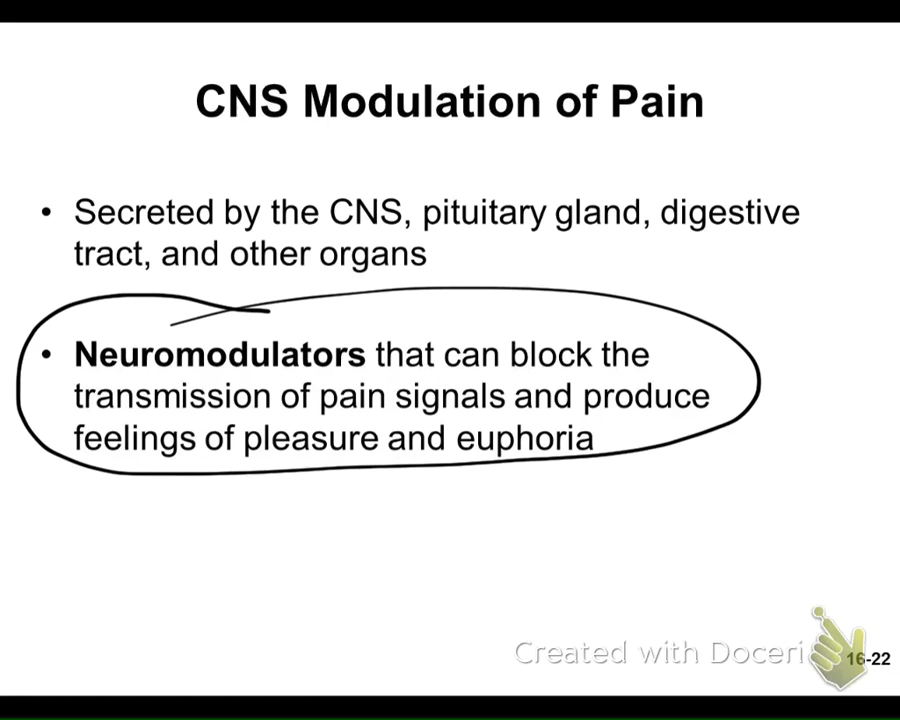 CNS Modulation of Pain
• Secreted by the CNS, pituitary gland, digestive
tract, and other organs
• Neuromodulators that can block the
transmission of pain signals and produce
feelings of pleasure and euphoria
Created with Doceri
16-22